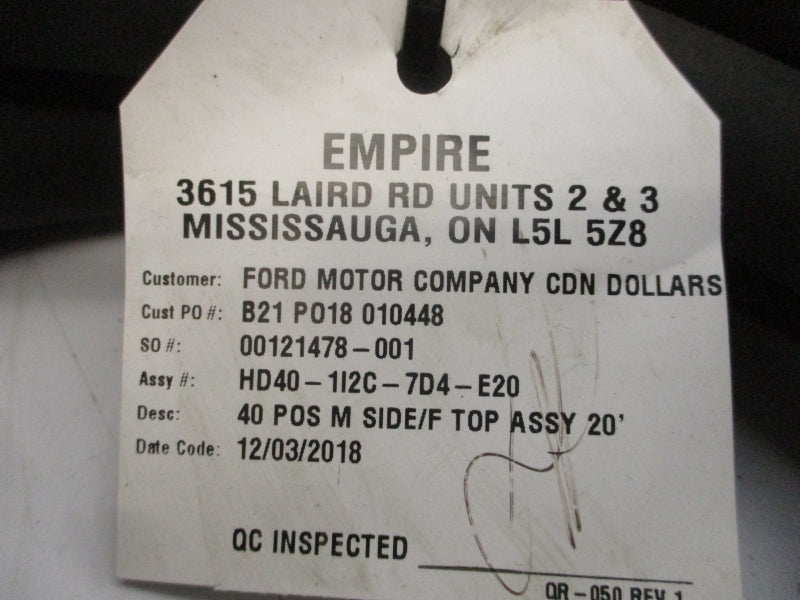 EMPIRE
3615 LAIRD RD UNITS 2 & 3
MISSISSAUGA, ON L5L 5Z8
Customer: FORD MOTOR COMPANY CDN DOLLARS
Cust PO #: B21 PO18 010448
SO #: 00121478-001
Assy #: HD40-1I2C-7D4-E20
Desc: 40 POS M SIDE/F TOP ASSY 20'
Date Code: 12/03/2018
QC INSPECTED
QR-050 REV 1